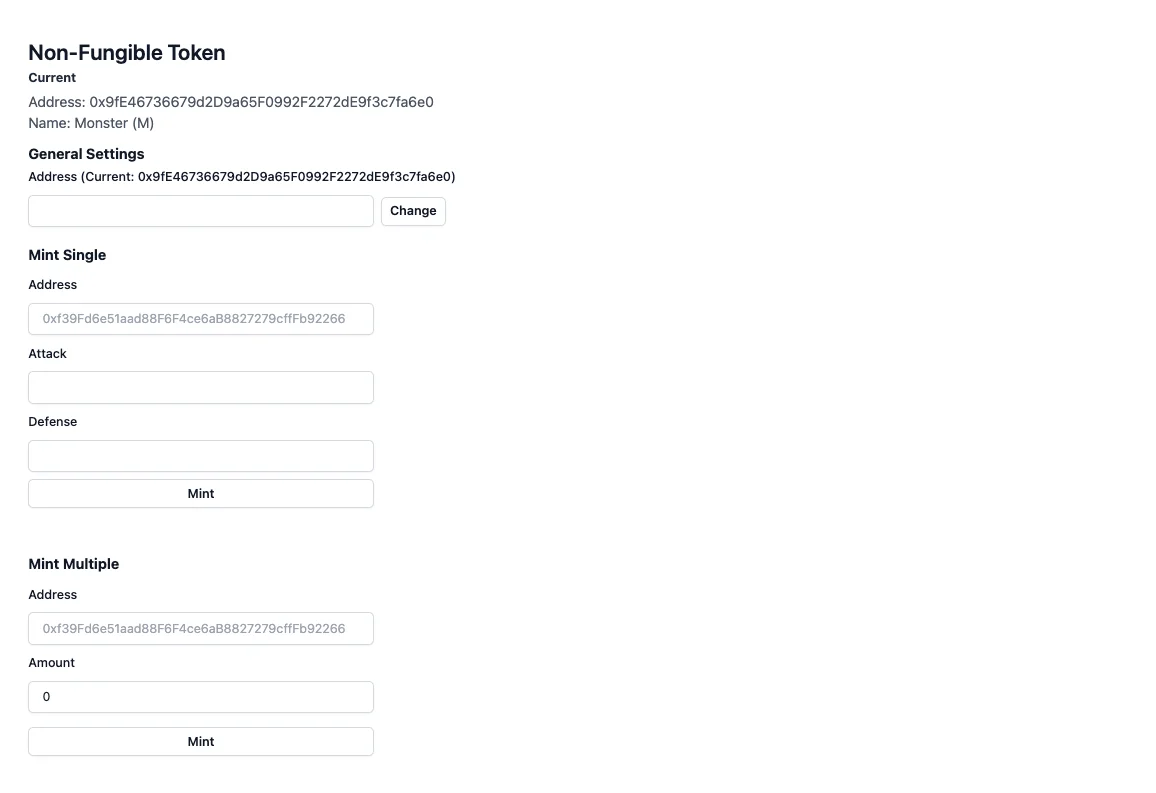 Non-Fungible Token
Current
Address: 0x9fE46736679d2D9a65F0992F2272dE9f3c7fa6e0
Name: Monster (M)
General Settings
Address (Current: 0x9fE46736679d2D9a65F0992F2272dE9f3c7fa6e0)
Change
Mint Single
Address
0xf39Fd6e51aad88F6F4ce6aB8827279cffFb92266
Attack
Defense
Mint
Mint Multiple
Address
0xf39Fd6e51aad88F6F4ce6aB8827279cffFb92266
Amount
0
Mint